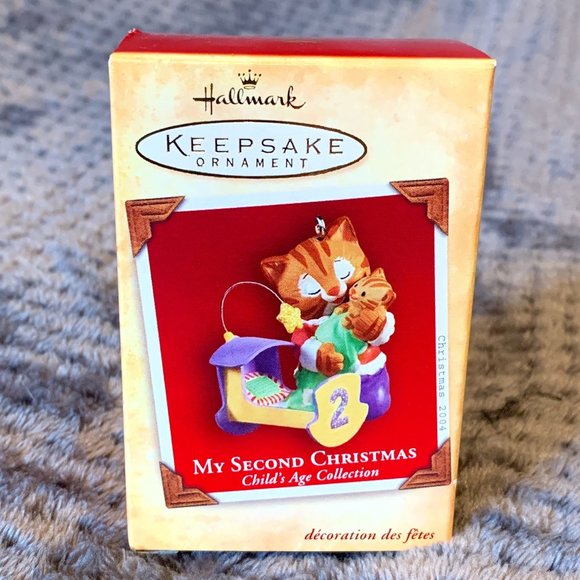 Hallmark
KEEPSAKE
ORNAMENT
2
Christmas 2004
MY SECOND CHRISTMAS
Child's Age Collection
décoration des fêtes